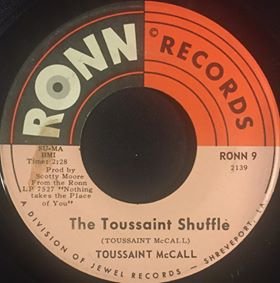 RONN © RECORDS
SU-MA
BMI
Time: 2:28
Prod by
Scotty Moore
From the Ronn
LP 7527 "Nothing
takes the Place
of You"
RONN 9
2139
The Toussaint Shuffle
(TOUSSAINT McCALL)
TOUSSAINT McCALL
A DIVISION OF JEWEL RECORDS — SHREVEPORT, LA